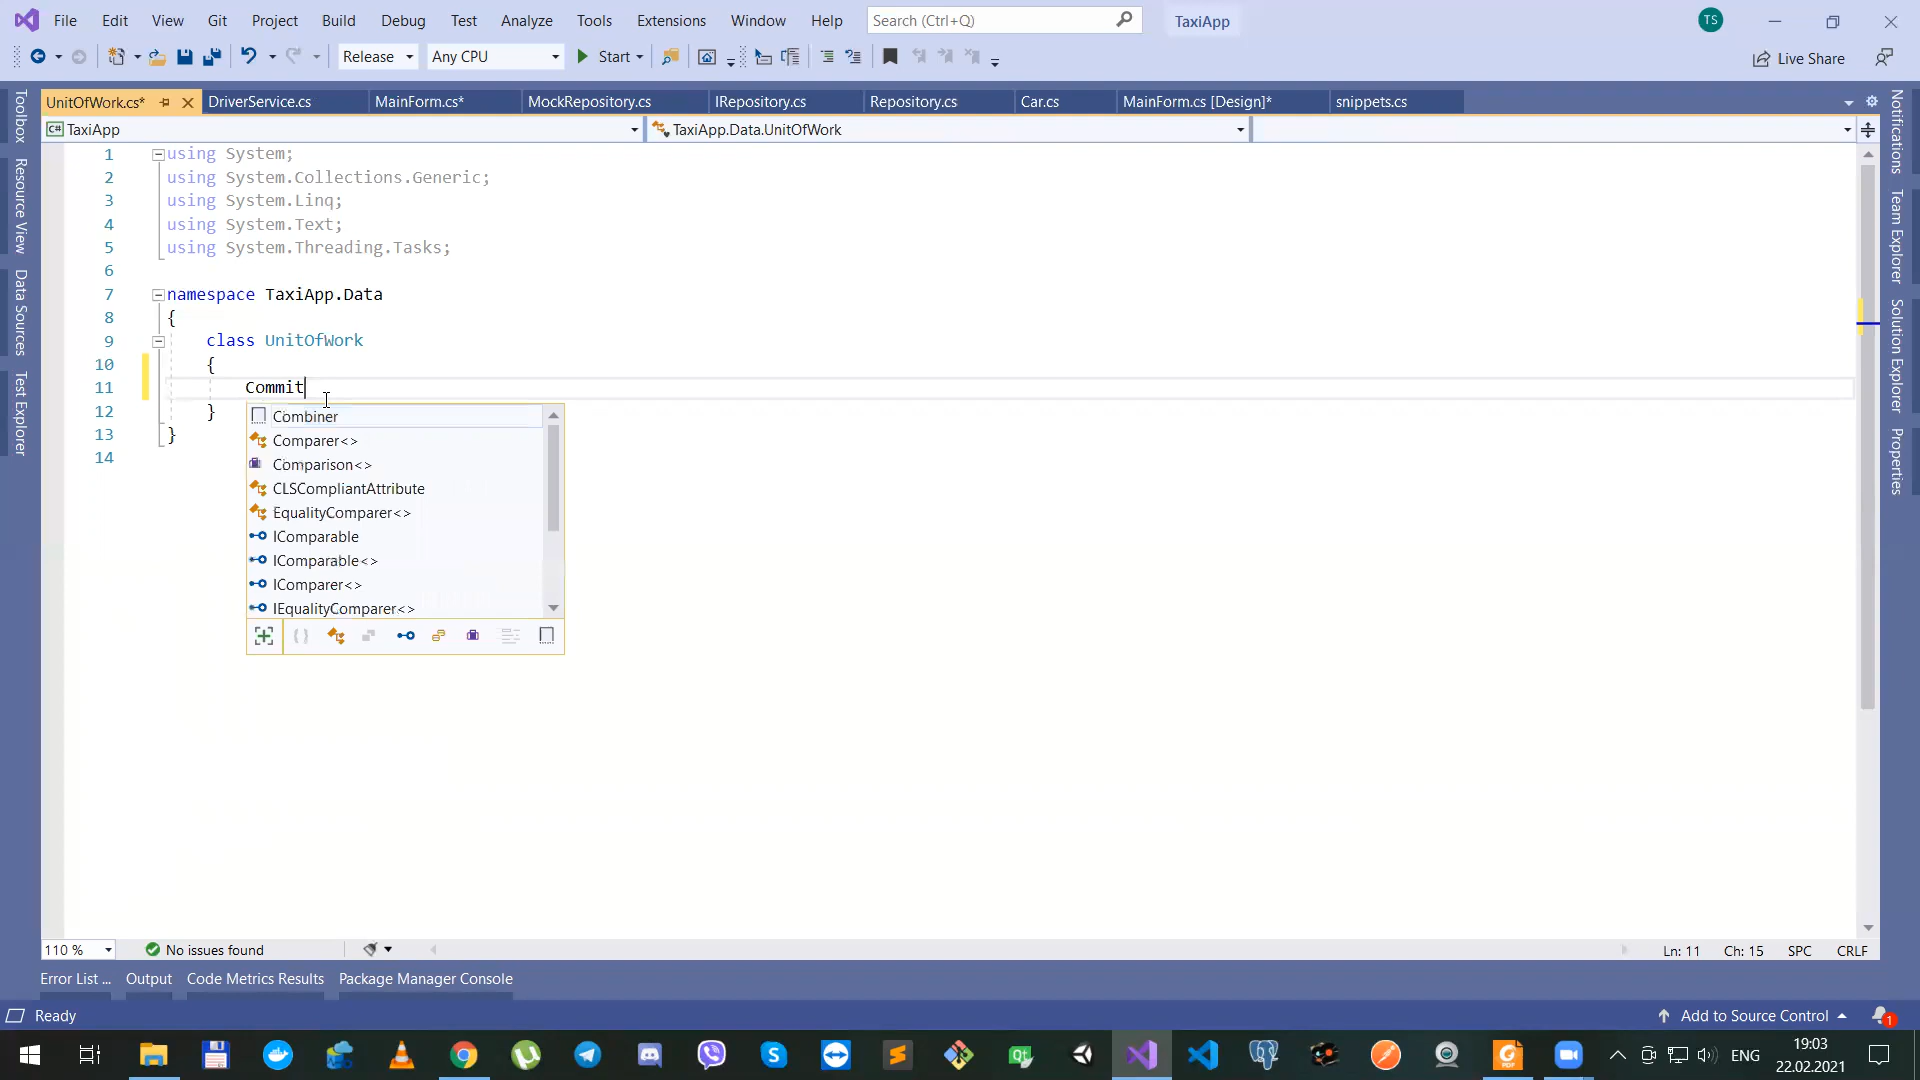 File Edit View Git Project Build Debug Test Analyze Tools Extensions Window Help Search (Ctrl+Q) TaxiApp TS
Release Any CPU Start Live Share
UnitOfWork.cs* DriverService.cs MainForm.cs* MockRepository.cs IRepository.cs Repository.cs Car.cs MainForm.cs [Design]* snippets.cs
C# TaxiApp TaxiApp.Data.UnitOfWork
Toolbox
Resource View
Data Sources
Test Explorer
1 using System;
2 using System.Collections.Generic;
3 using System.Linq;
4 using System.Text;
5 using System.Threading.Tasks;
6
7 namespace TaxiApp.Data
8 {
9 class UnitOfWork
10 {
11 Commit
12 }
13 }
14
Combiner
Comparer<>
Comparison<>
CLSCompliantAttribute
EqualityComparer<>
IComparable
IComparable<>
IComparer<>
IEqualityComparer<>
Notifications
Team Explorer
Solution Explorer
Properties
110 % No issues found Ln: 11 Ch: 15 SPC CRLF
Error List ... Output Code Metrics Results Package Manager Console
Ready Add to Source Control 1
ENG 19:03
22.02.2021